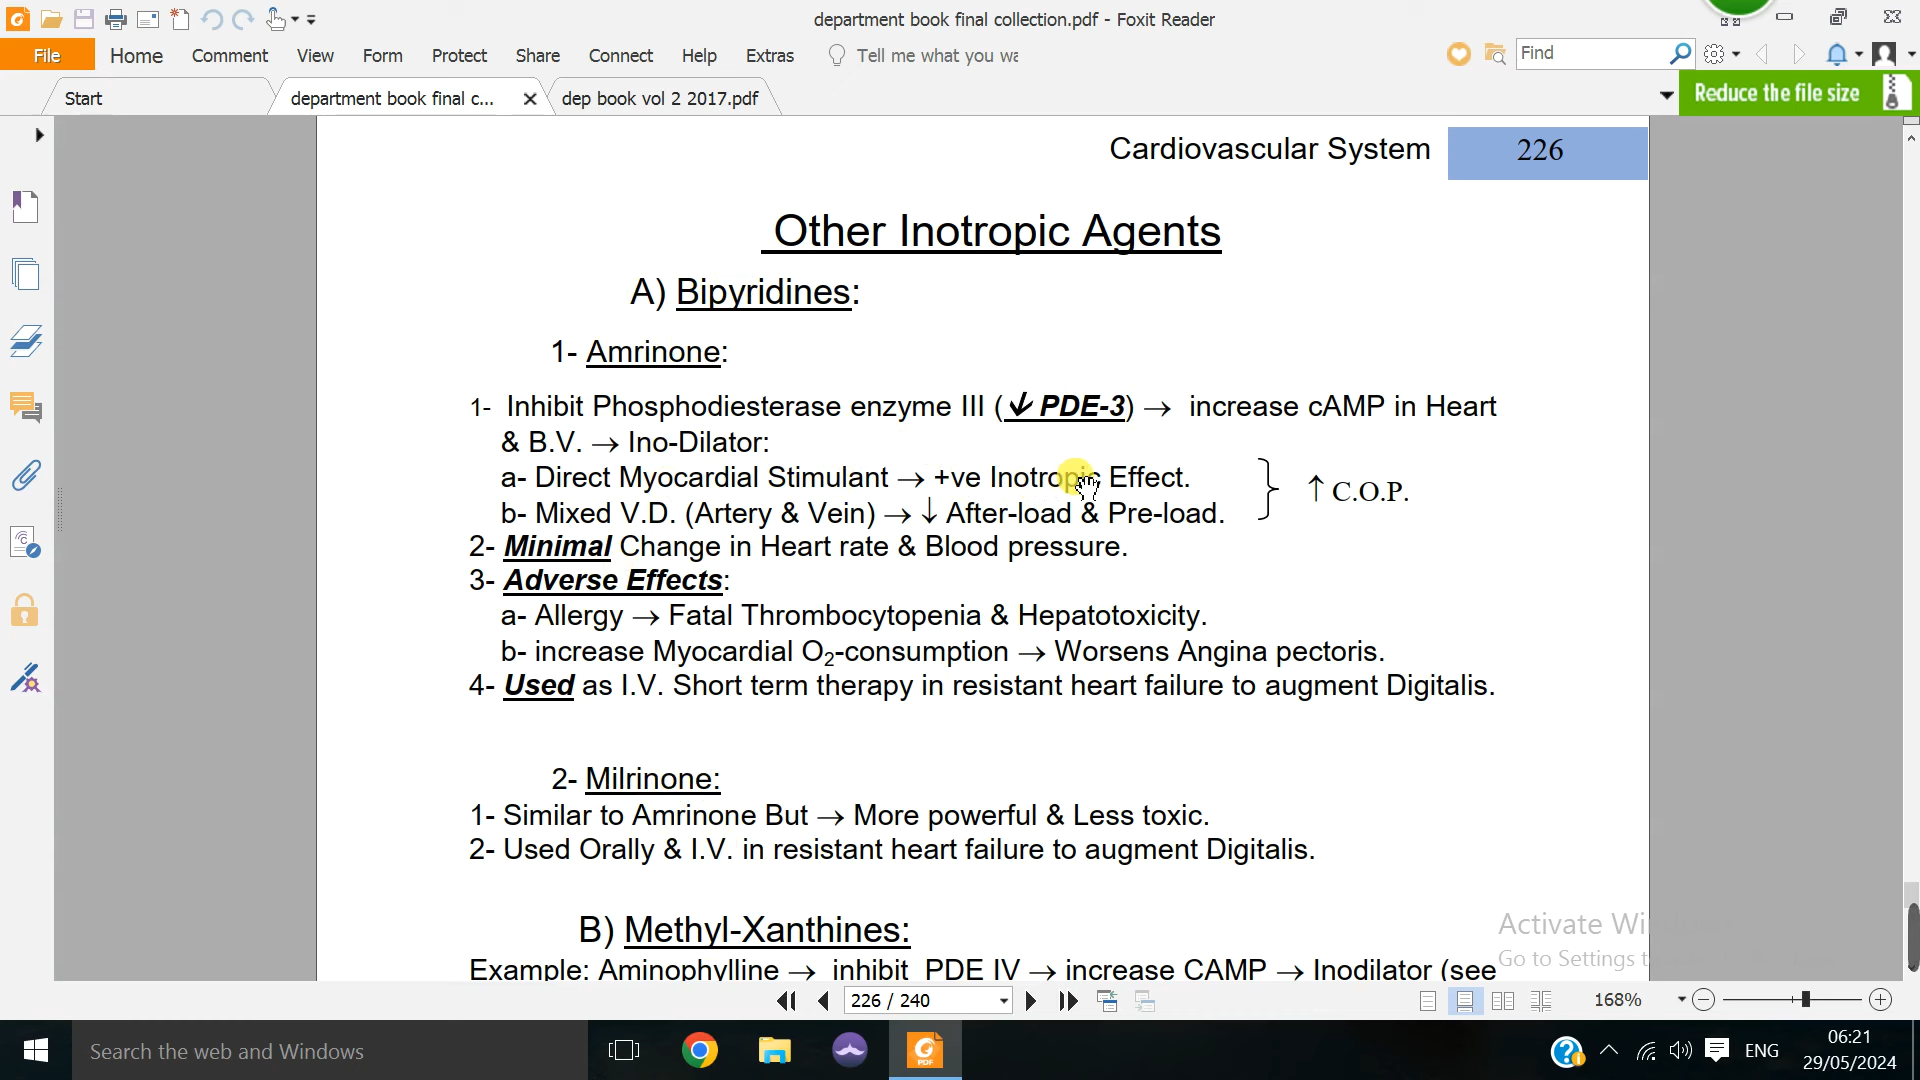 department book final collection.pdf - Foxit Reader
File Home Comment View Form Protect Share Connect Help Extras Tell me what you wa Find
Start department book final c... dep book vol 2 2017.pdf Reduce the file size
Cardiovascular System 226
Other Inotropic Agents
A) Bipyridines:
1- Amrinone:
1- Inhibit Phosphodiesterase enzyme III (↓ PDE-3) → increase cAMP in Heart
& B.V. → Ino-Dilator:
a- Direct Myocardial Stimulant → +ve Inotropic Effect.
b- Mixed V.D. (Artery & Vein) → ↓ After-load & Pre-load.
↑ C.O.P.
2- Minimal Change in Heart rate & Blood pressure.
3- Adverse Effects:
a- Allergy → Fatal Thrombocytopenia & Hepatotoxicity.
b- increase Myocardial O2-consumption → Worsens Angina pectoris.
4- Used as I.V. Short term therapy in resistant heart failure to augment Digitalis.
2- Milrinone:
1- Similar to Amrinone But → More powerful & Less toxic.
2- Used Orally & I.V. in resistant heart failure to augment Digitalis.
B) Methyl-Xanthines:
Example: Aminophylline → inhibit PDE IV → increase CAMP → Inodilator (see
Activate Wi
Go to Settings t
226 / 240 168%
Search the web and Windows PDF ENG 06:21
29/05/2024